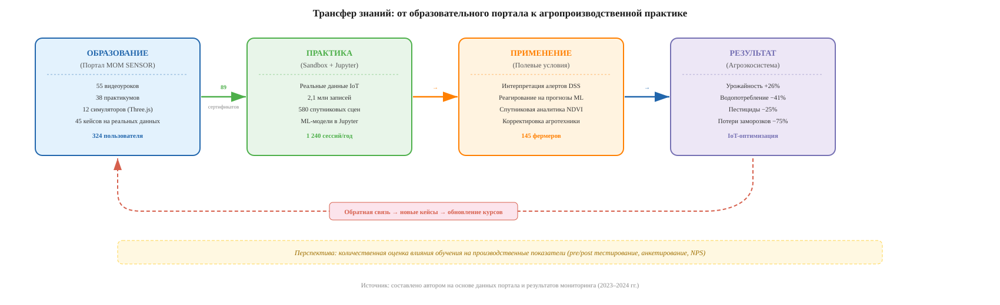 Трансфер знаний: от образовательного портала к агропроизводственной практике
ОБРАЗОВАНИЕ
(Портал MOM SENSOR)
55 видеоуроков
38 практикумов
12 симуляторов (Three.js)
45 кейсов на реальных данных
324 пользователя
89
сертификатов
ПРАКТИКА
(Sandbox + Jupyter)
Реальные данные IoT
2,1 млн записей
580 спутниковых сцен
ML-модели в Jupyter
1 240 сессий/год
→
ПРИМЕНЕНИЕ
(Полевые условия)
Интерпретация алертов DSS
Реагирование на прогнозы ML
Спутниковая аналитика NDVI
Корректировка агротехники
145 фермеров
→
РЕЗУЛЬТАТ
(Агроэкосистема)
Урожайность +26%
Водопотребление −41%
Пестициды −25%
Потери заморозков −75%
IoT-оптимизация
Обратная связь → новые кейсы → обновление курсов
Перспектива: количественная оценка влияния обучения на производственные показатели (pre/post тестирование, анкетирование, NPS)
Источник: составлено автором на основе данных портала и результатов мониторинга (2023–2024 гг.)